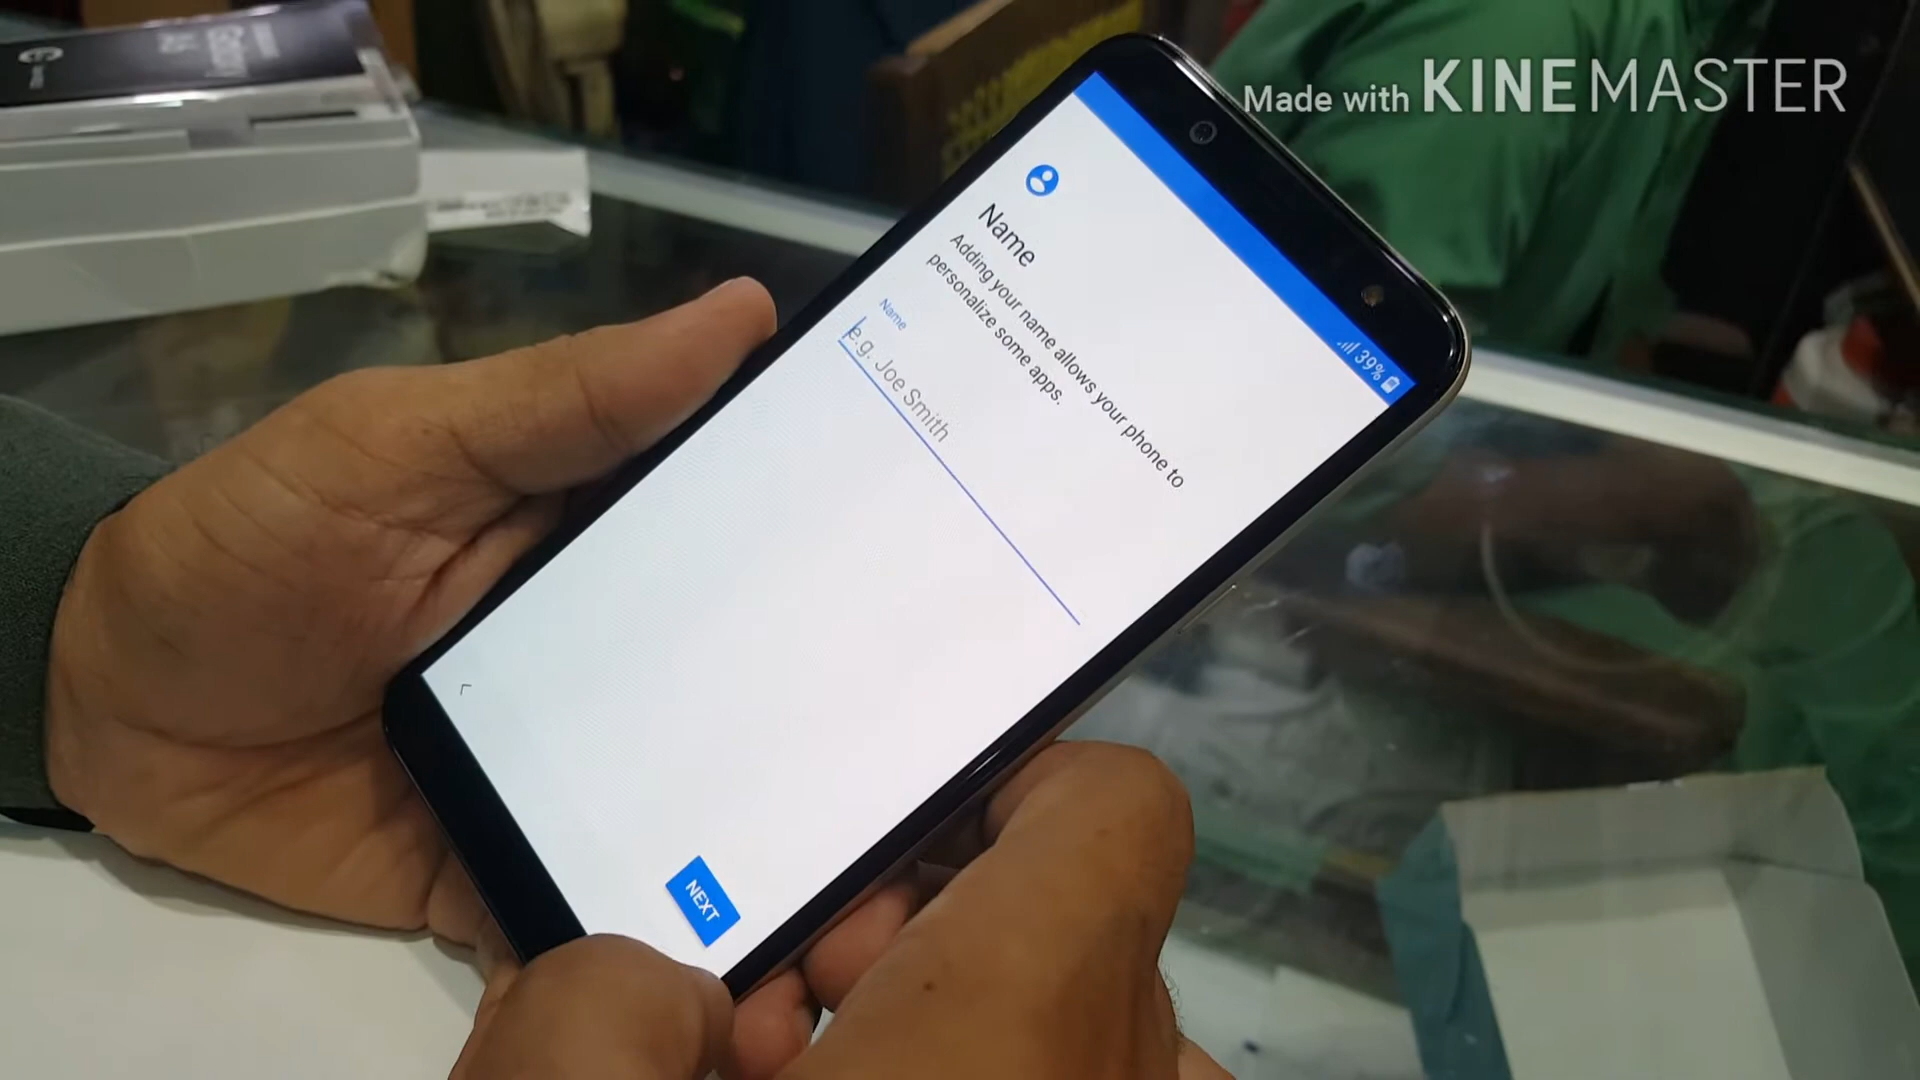 Made with KINEMASTER
39%
Name
Adding your name allows your phone to
personalize some apps.
Name
e.g. Joe Smith
NEXT
Galaxy